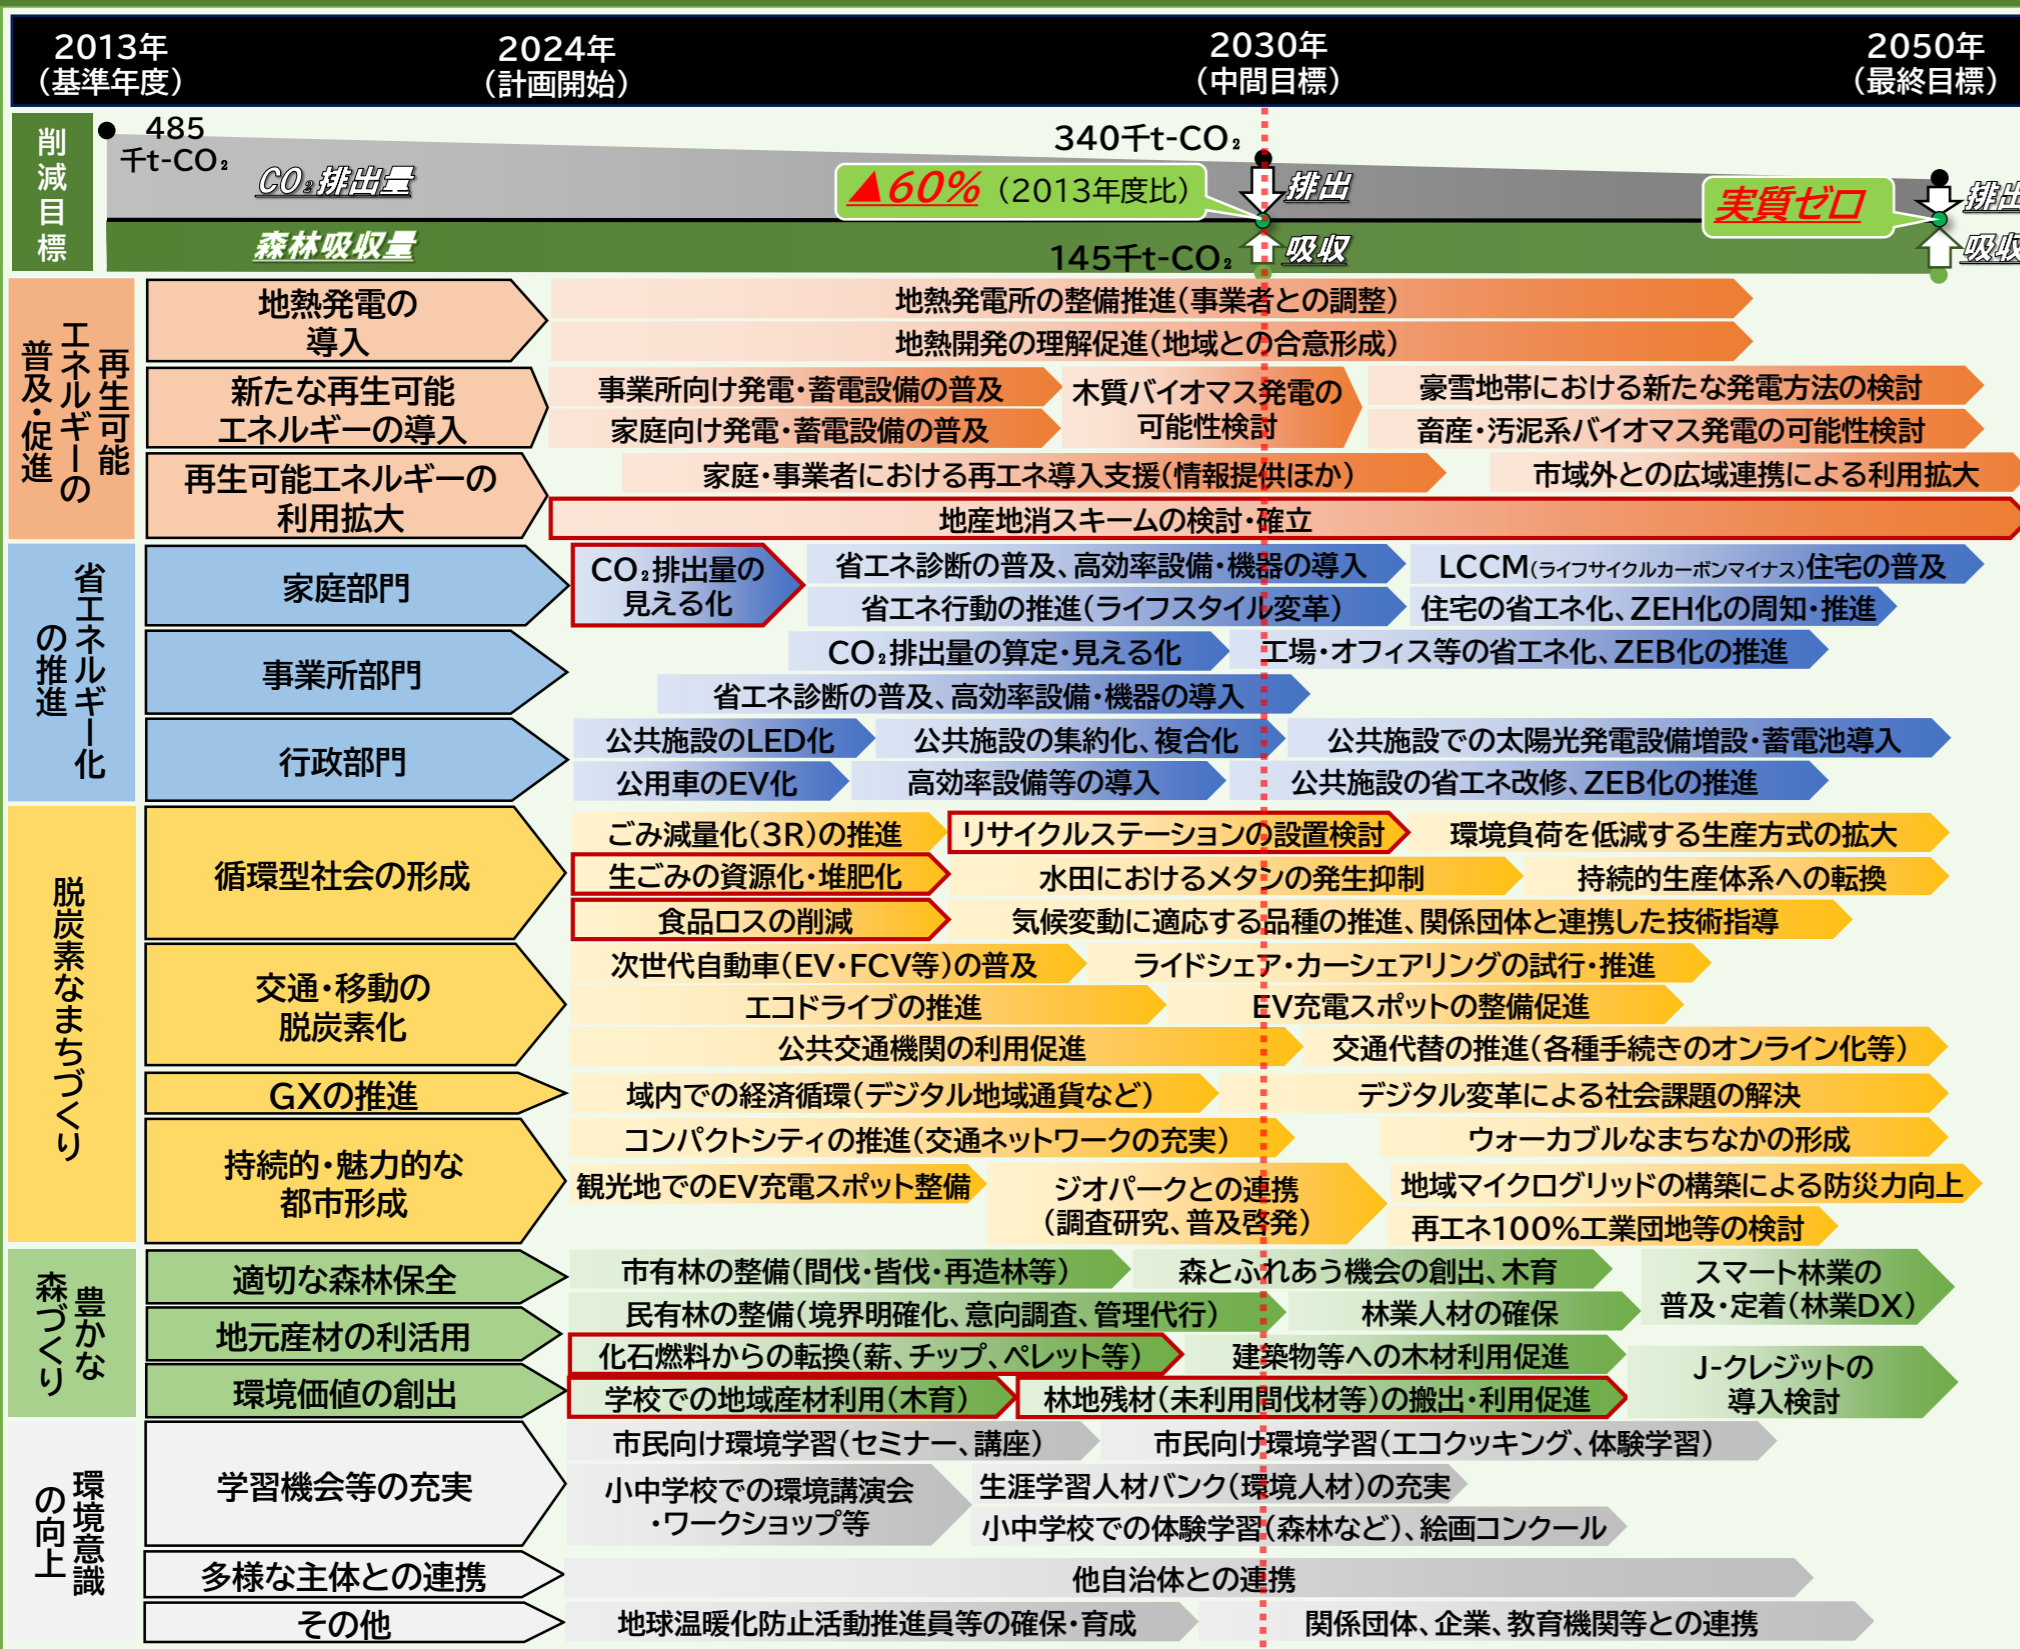 2013年
（基準年度）
2024年
（計画開始）
2030年
（中間目標）
2050年
（最終目標）
削減目標
485
千t-CO₂
CO₂排出量
340千t-CO₂
▲60%（2013年度比）
排出
実質ゼロ
排出
森林吸収量
145千t-CO₂
吸収
吸収
再生可能
エネルギーの
普及・促進
地熱発電の
導入
地熱発電所の整備推進（事業者との調整）
地熱開発の理解促進（地域との合意形成）
新たな再生可能
エネルギーの導入
事業所向け発電・蓄電設備の普及
家庭向け発電・蓄電設備の普及
木質バイオマス発電の
可能性検討
豪雪地帯における新たな発電方法の検討
畜産・汚泥系バイオマス発電の可能性検討
再生可能エネルギーの
利用拡大
家庭・事業者における再エネ導入支援（情報提供ほか）
市域外との広域連携による利用拡大
地産地消スキームの検討・確立
省エネルギー化
の推進
家庭部門
CO₂排出量の
見える化
省エネ診断の普及、高効率設備・機器の導入
LCCM（ライフサイクルカーボンマイナス）住宅の普及
省エネ行動の推進（ライフスタイル変革）
住宅の省エネ化、ZEH化の周知・推進
事業所部門
CO₂排出量の算定・見える化
工場・オフィス等の省エネ化、ZEB化の推進
省エネ診断の普及、高効率設備・機器の導入
行政部門
公共施設のLED化
公共施設の集約化、複合化
公共施設での太陽光発電設備増設・蓄電池導入
公用車のEV化
高効率設備等の導入
公共施設の省エネ改修、ZEB化の推進
脱炭素なまちづくり
循環型社会の形成
ごみ減量化（3R）の推進
リサイクルステーションの設置検討
環境負荷を低減する生産方式の拡大
生ごみの資源化・堆肥化
水田におけるメタンの発生抑制
持続的生産体系への転換
食品ロスの削減
気候変動に適応する品種の推進、関係団体と連携した技術指導
交通・移動の
脱炭素化
次世代自動車（EV・FCV等）の普及
ライドシェア・カーシェアリングの試行・推進
エコドライブの推進
EV充電スポットの整備促進
公共交通機関の利用促進
交通代替の推進（各種手続きのオンライン化等）
GXの推進
域内での経済循環（デジタル地域通貨など）
デジタル変革による社会課題の解決
持続的・魅力的な
都市形成
コンパクトシティの推進（交通ネットワークの充実）
ウォーカブルなまちなかの形成
観光地でのEV充電スポット整備
ジオパークとの連携
（調査研究、普及啓発）
地域マイクログリッドの構築による防災力向上
再エネ100%工業団地等の検討
豊かな
森づくり
適切な森林保全
市有林の整備（間伐・皆伐・再造林等）
森とふれあう機会の創出、木育
スマート林業の
普及・定着（林業DX）
地元産材の利活用
民有林の整備（境界明確化、意向調査、管理代行）
林業人材の確保
化石燃料からの転換（薪、チップ、ペレット等）
建築物等への木材利用促進
J-クレジットの
導入検討
環境価値の創出
学校での地域産材利用（木育）
林地残材（未利用間伐材等）の搬出・利用促進
環境意識
の向上
学習機会等の充実
市民向け環境学習（セミナー、講座）
市民向け環境学習（エコクッキング、体験学習）
小中学校での環境講演会
・ワークショップ等
生涯学習人材バンク（環境人材）の充実
小中学校での体験学習（森林など）、絵画コンクール
多様な主体との連携
他自治体との連携
その他
地球温暖化防止活動推進員等の確保・育成
関係団体、企業、教育機関等との連携